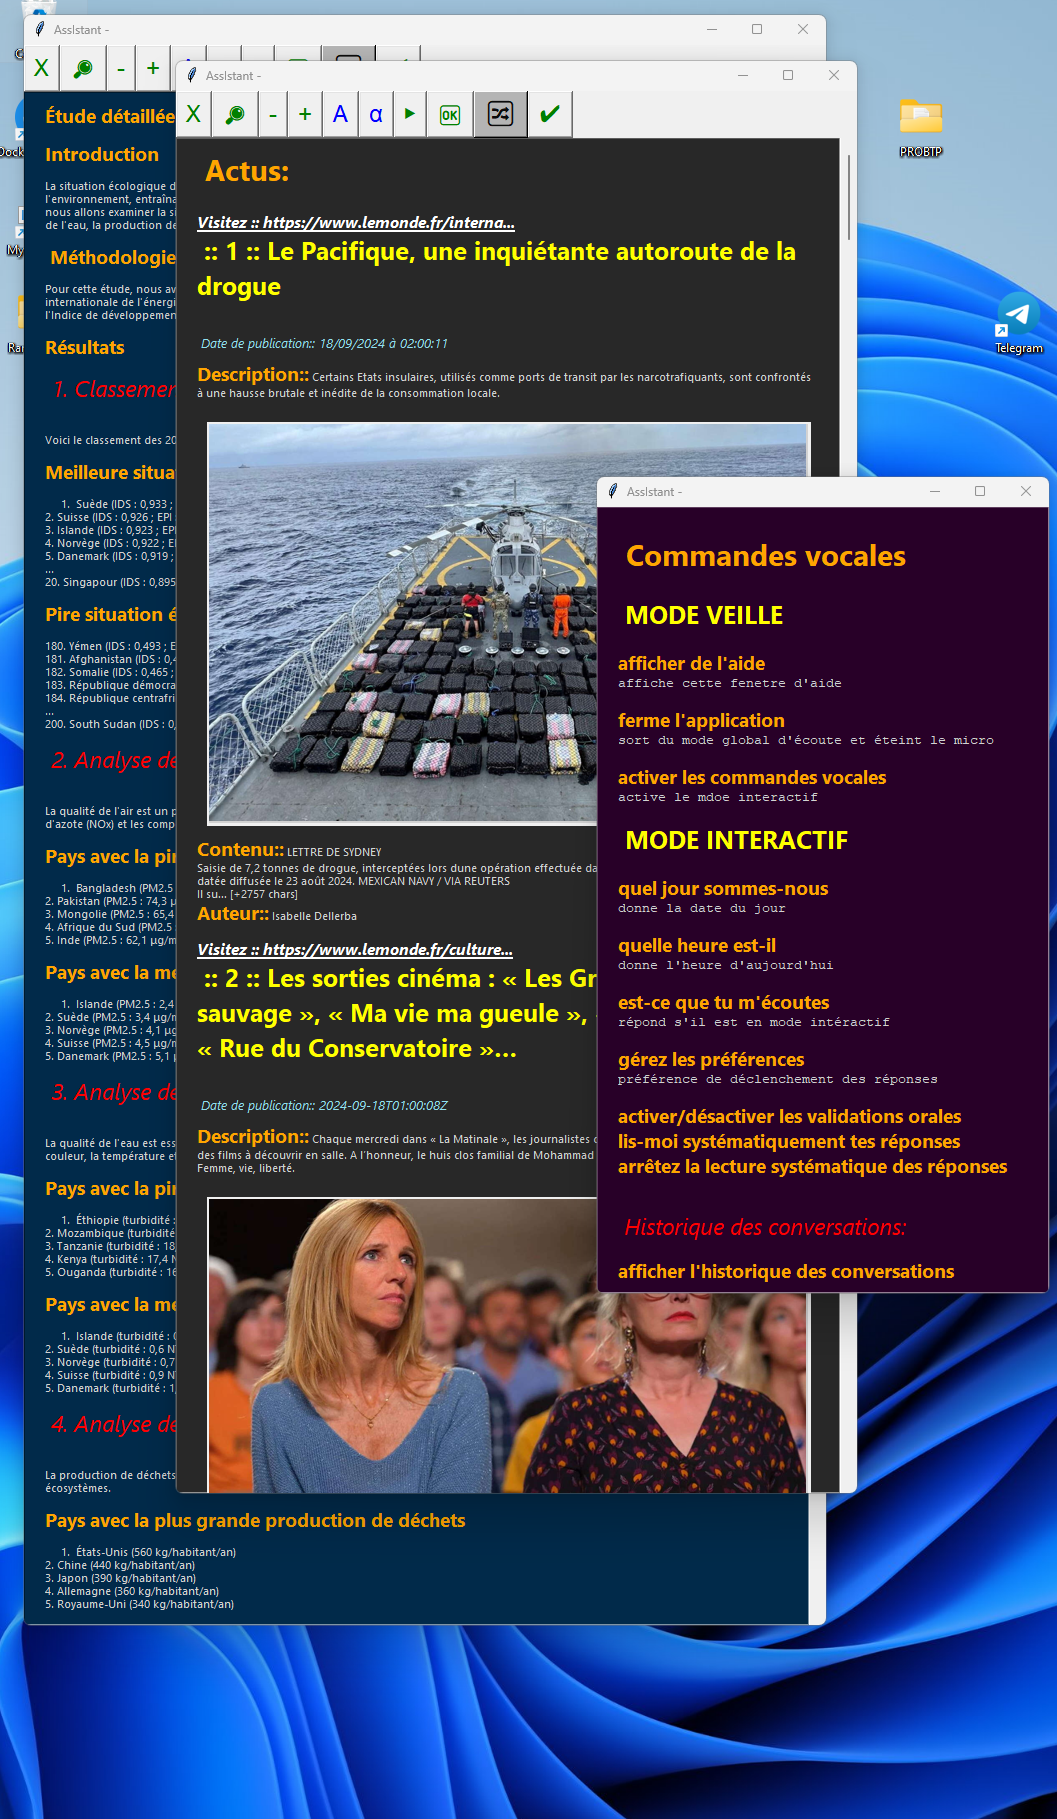 Assistant -
X - +
Étude détaillée
Introduction
La situation écologique d
l'environnement, entraîna
nous allons examiner la si
de l'eau, la production de
Méthodologie
Pour cette étude, nous av
internationale de l'énergi
l'Indice de développemen
Résultats
1. Classemen
Voici le classement des 20
Meilleure situa
1. Suède (IDS : 0,933 ;
2. Suisse (IDS : 0,926 ; EPI
3. Islande (IDS : 0,923 ; EPI
4. Norvège (IDS : 0,922 ; E
5. Danemark (IDS : 0,919 ;
...
20. Singapour (IDS : 0,895
Pire situation é
180. Yémen (IDS : 0,493 ; E
181. Afghanistan (IDS : 0,4
182. Somalie (IDS : 0,465 ;
183. République démocra
184. République centrafri
...
200. South Sudan (IDS : 0,
2. Analyse de
La qualité de l'air est un p
d'azote (NOx) et les comp
Pays avec la pir
1. Bangladesh (PM2.5
2. Pakistan (PM2.5 : 74,3 µ
3. Mongolie (PM2.5 : 65,4
4. Afrique du Sud (PM2.5
5. Inde (PM2.5 : 62,1 µg/m
Pays avec la me
1. Islande (PM2.5 : 2,4
2. Suède (PM2.5 : 3,4 µg/m
3. Norvège (PM2.5 : 4,1 µg
4. Suisse (PM2.5 : 4,5 µg/m
5. Danemark (PM2.5 : 5,1 µ
3. Analyse de
La qualité de l'eau est ess
couleur, la température et
Pays avec la pir
1. Éthiopie (turbidité :
2. Mozambique (turbidité
3. Tanzanie (turbidité : 18,
4. Kenya (turbidité : 17,4 N
5. Ouganda (turbidité : 16
Pays avec la me
1. Islande (turbidité : 0
2. Suède (turbidité : 0,6 N
3. Norvège (turbidité : 0,7
4. Suisse (turbidité : 0,9 N
5. Danemark (turbidité : 1,
4. Analyse de
La production de déchets
écosystèmes.
Pays avec la plus grande production de déchets
1. États-Unis (560 kg/habitant/an)
2. Chine (440 kg/habitant/an)
3. Japon (390 kg/habitant/an)
4. Allemagne (360 kg/habitant/an)
5. Royaume-Uni (340 kg/habitant/an)
Assistant -
X - + A α OK
Actus:
Visitez :: https://www.lemonde.fr/interna...
:: 1 :: Le Pacifique, une inquiétante autoroute de la
drogue
Date de publication:: 18/09/2024 à 02:00:11
Description:: Certains Etats insulaires, utilisés comme ports de transit par les narcotrafiquants, sont confrontés
à une hausse brutale et inédite de la consommation locale.
Contenu:: LETTRE DE SYDNEY
Saisie de 7,2 tonnes de drogue, interceptées lors dune opération effectuée da
datée diffusée le 23 août 2024. MEXICAN NAVY / VIA REUTERS
Il su... [+2757 chars]
Auteur:: Isabelle Dellerba
Visitez :: https://www.lemonde.fr/culture...
:: 2 :: Les sorties cinéma : « Les Gr
sauvage », « Ma vie ma gueule »,
« Rue du Conservatoire »...
Date de publication:: 2024-09-18T01:00:08Z
Description:: Chaque mercredi dans « La Matinale », les journalistes
des films à découvrir en salle. A l'honneur, le huis clos familial de Mohammad
Femme, vie, liberté.
Assistant -
Commandes vocales
MODE VEILLE
afficher de l'aide
affiche cette fenetre d'aide
ferme l'application
sort du mode global d'écoute et éteint le micro
activer les commandes vocales
active le mdoe interactif
MODE INTERACTIF
quel jour sommes-nous
donne la date du jour
quelle heure est-il
donne l'heure d'aujourd'hui
est-ce que tu m'écoutes
répond s'il est en mode intéractif
gérez les préférences
préférence de déclenchement des réponses
activer/désactiver les validations orales
lis-moi systématiquement tes réponses
arrêtez la lecture systématique des réponses
Historique des conversations:
afficher l'historique des conversations
PROBTP
Telegram